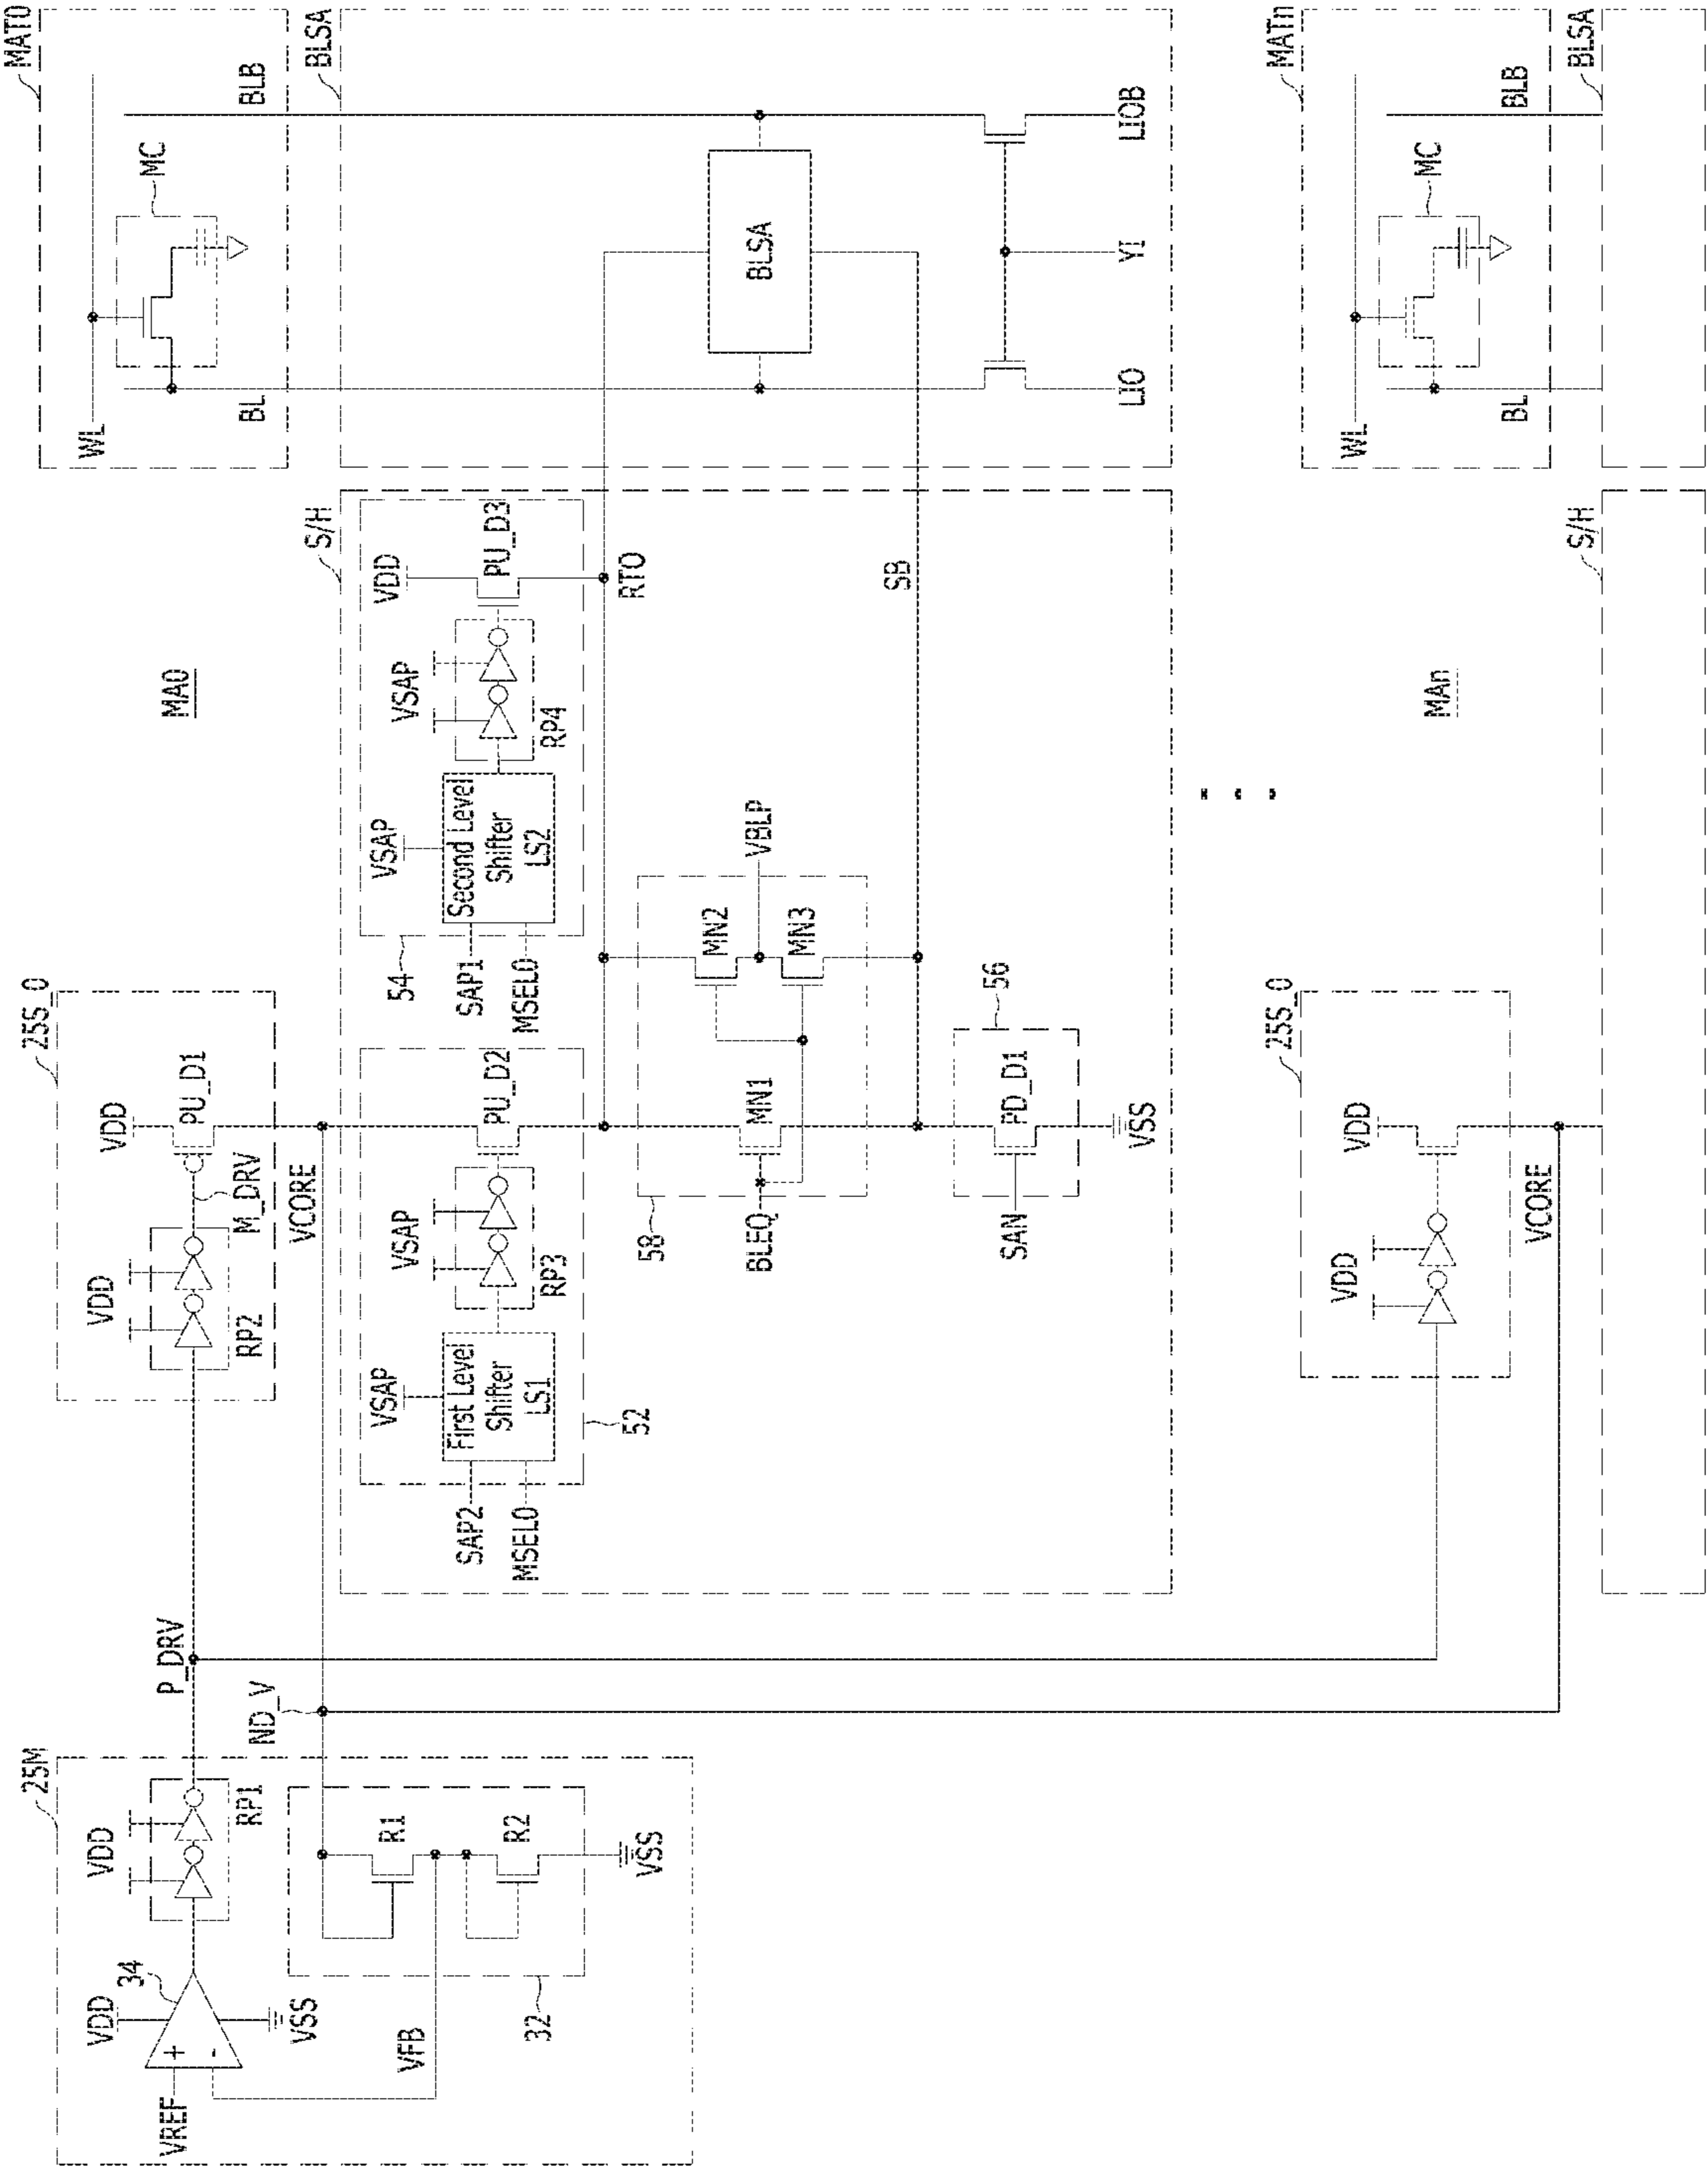 25M
VDD
34
VREF
+
-
VSS
VDD
RP1
P_DRV
ND_V
R1
R2
VSS
VFB
32
25S_0
VDD
RP2
VDD
PU_D1
M_DRV
VCORE
MA0
S/H
SAP2
MSEL0
VSAP
First Level
Shifter
LS1
VSAP
RP3
PU_D2
52
54
SAP1
MSEL0
VSAP
Second Level
Shifter
LS2
VSAP
RP4
VDD
PU_D3
RTO
58
BLEQ
MN1
MN2
MN3
VBLP
SB
SAN
PD_D1
56
VSS
MAT0
WL
MC
BL
BLB
BLSA
BLSA
LIO
YI
LIOB
25S_0
VDD
VDD
VCORE
MAn
S/H
MATn
WL
MC
BL
BLB
BLSA